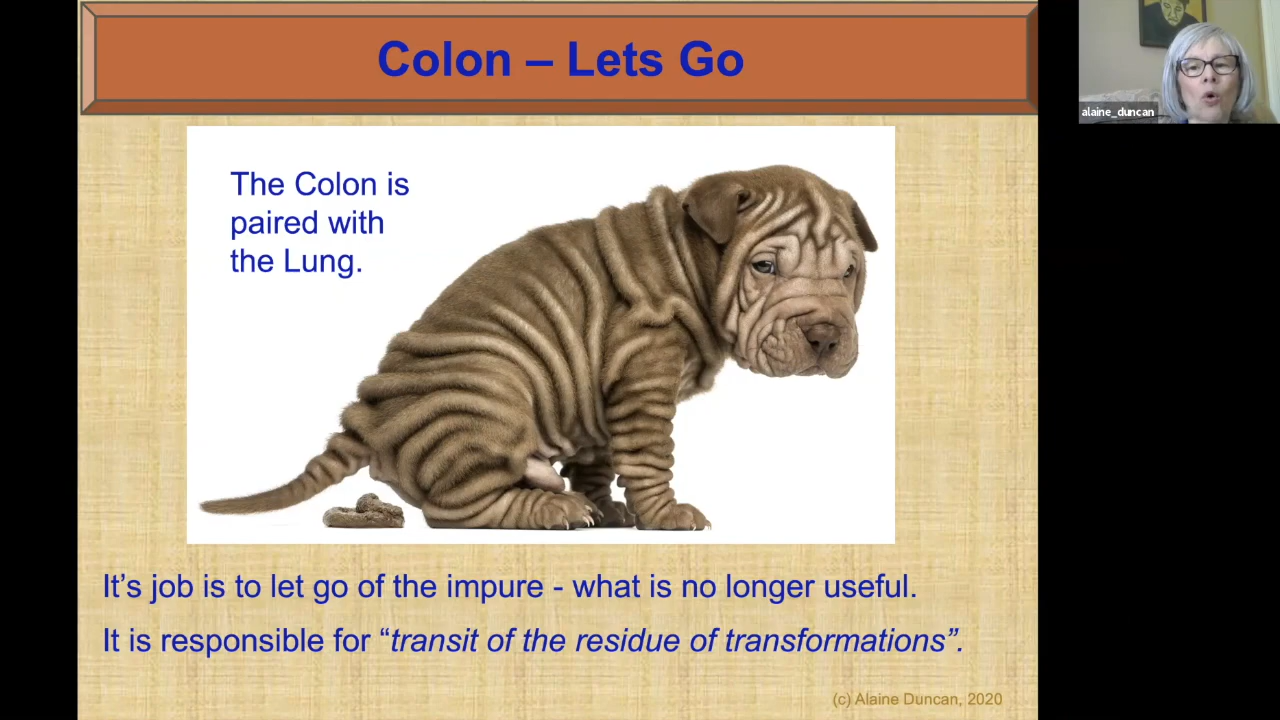 Colon – Lets Go
alaine_duncan
The Colon is
paired with
the Lung.
It’s job is to let go of the impure - what is no longer useful.
It is responsible for “transit of the residue of transformations”.
(c) Alaine Duncan, 2020